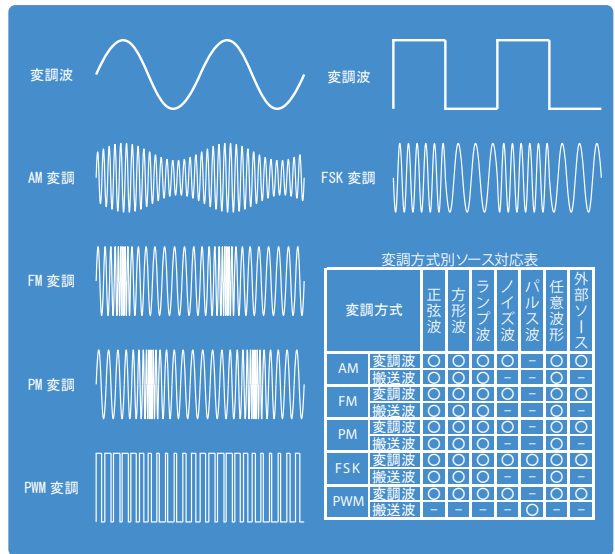 変調波
変調波
AM 変調
FSK 変調
FM 変調
PM 変調
PWM 変調
変調方式別ソース対応表
変調方式 正弦波 方形波 ランプ波 ノイズ波 パルス波 任意波形 外部ソース
AM 変調波 ○ ○ ○ ○ - ○ ○
搬送波 ○ ○ ○ - - ○ -
FM 変調波 ○ ○ ○ ○ - ○ ○
搬送波 ○ ○ ○ - - ○ -
PM 変調波 ○ ○ ○ ○ - ○ ○
搬送波 ○ ○ ○ - - ○ -
FSK 変調波 ○ ○ ○ ○ ○ ○ ○
搬送波 ○ ○ ○ - - ○ -
PWM 変調波 ○ ○ ○ ○ - ○ ○
搬送波 - - - - ○ - -